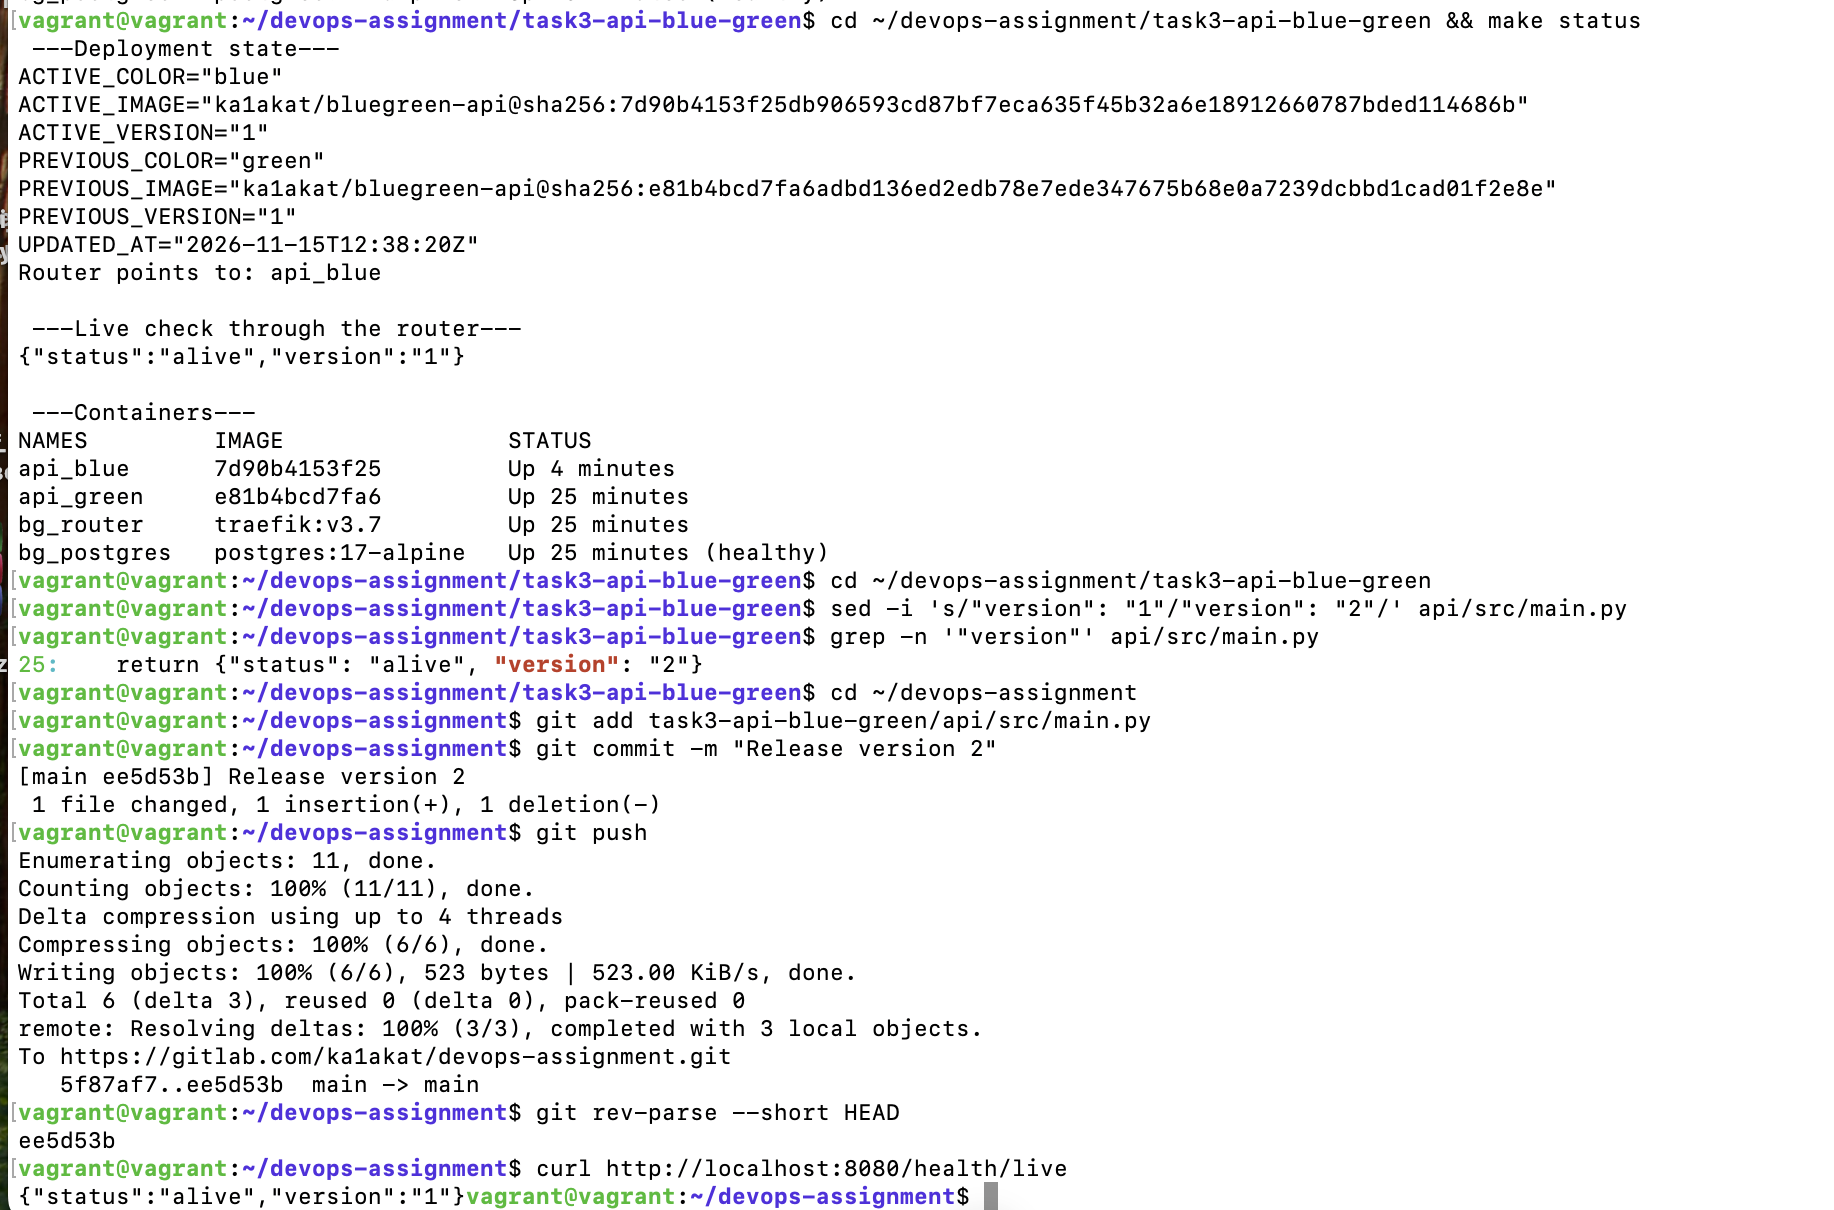 [vagrant@vagrant:~/devops-assignment/task3-api-blue-green$ cd ~/devops-assignment/task3-api-blue-green && make status
---Deployment state---
ACTIVE_COLOR="blue"
ACTIVE_IMAGE="ka1akat/bluegreen-api@sha256:7d90b4153f25db906593cd87bf7eca635f45b32a6e18912660787bded114686b"
ACTIVE_VERSION="1"
PREVIOUS_COLOR="green"
PREVIOUS_IMAGE="ka1akat/bluegreen-api@sha256:e81b4bcd7fa6adbd136ed2edb78e7ede347675b68e0a7239dcbbd1cad01f2e8e"
PREVIOUS_VERSION="1"
UPDATED_AT="2026-11-15T12:38:20Z"
Router points to: api_blue
---Live check through the router---
{"status":"alive","version":"1"}
---Containers---
NAMES IMAGE STATUS
api_blue 7d90b4153f25 Up 4 minutes
api_green e81b4bcd7fa6 Up 25 minutes
bg_router traefik:v3.7 Up 25 minutes
bg_postgres postgres:17-alpine Up 25 minutes (healthy)
[vagrant@vagrant:~/devops-assignment/task3-api-blue-green$ cd ~/devops-assignment/task3-api-blue-green
[vagrant@vagrant:~/devops-assignment/task3-api-blue-green$ sed -i 's/"version": "1"/"version": "2"/' api/src/main.py
[vagrant@vagrant:~/devops-assignment/task3-api-blue-green$ grep -n '"version"' api/src/main.py
25:    return {"status": "alive", "version": "2"}
[vagrant@vagrant:~/devops-assignment/task3-api-blue-green$ cd ~/devops-assignment
[vagrant@vagrant:~/devops-assignment$ git add task3-api-blue-green/api/src/main.py
[vagrant@vagrant:~/devops-assignment$ git commit -m "Release version 2"
[main ee5d53b] Release version 2
1 file changed, 1 insertion(+), 1 deletion(-)
[vagrant@vagrant:~/devops-assignment$ git push
Enumerating objects: 11, done.
Counting objects: 100% (11/11), done.
Delta compression using up to 4 threads
Compressing objects: 100% (6/6), done.
Writing objects: 100% (6/6), 523 bytes | 523.00 KiB/s, done.
Total 6 (delta 3), reused 0 (delta 0), pack-reused 0
remote: Resolving deltas: 100% (3/3), completed with 3 local objects.
To https://gitlab.com/ka1akat/devops-assignment.git
5f87af7..ee5d53b  main -> main
[vagrant@vagrant:~/devops-assignment$ git rev-parse --short HEAD
ee5d53b
[vagrant@vagrant:~/devops-assignment$ curl http://localhost:8080/health/live
{"status":"alive","version":"1"}vagrant@vagrant:~/devops-assignment$